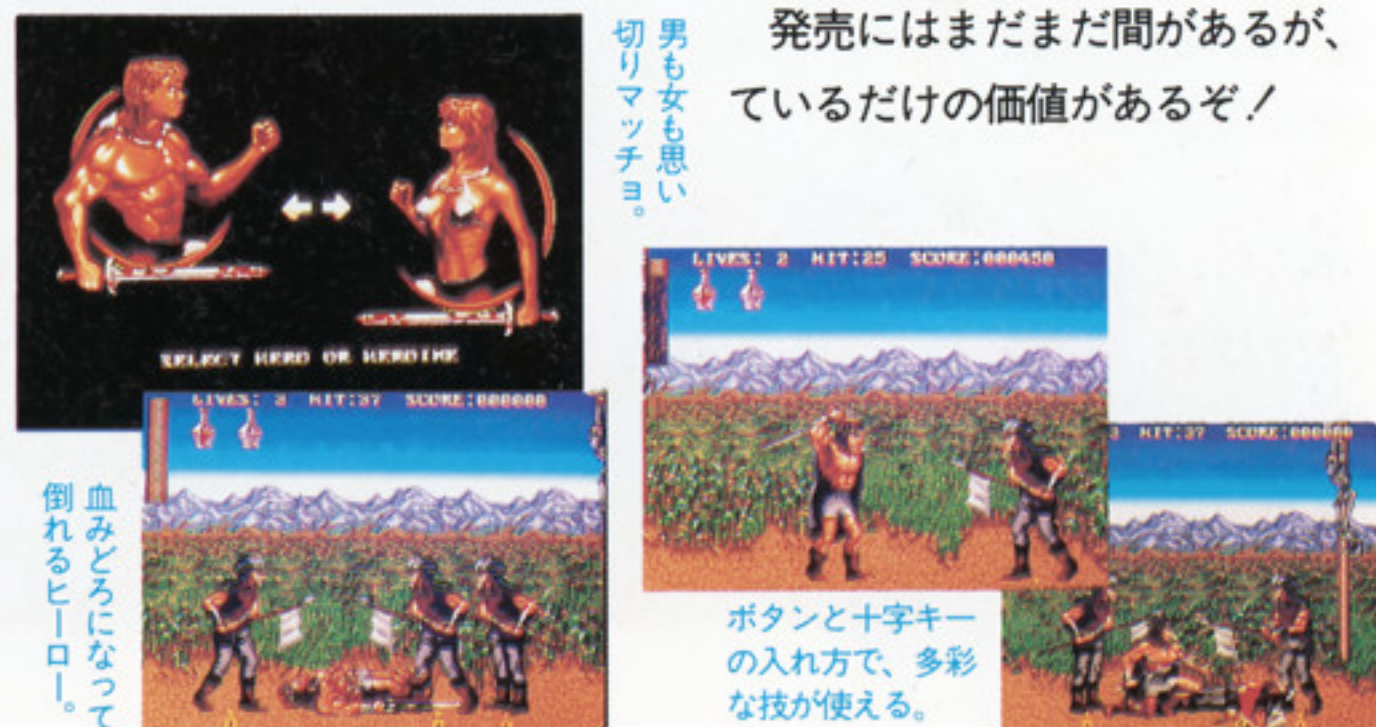 発売にはまだまだ間があるが、
ているだけの価値があるぞ！
男も女も思い
切りマッチョ。
SELECT HERO OR HEROINE
LIVES: 2 HIT:25 SCORE:000450
LIVES: 3 HIT:37 SCORE:000000
3 HIT:37 SCORE:000000
血みどろになって
倒れるヒーロー。
ボタンと十字キー
の入れ方で、多彩
な技が使える。